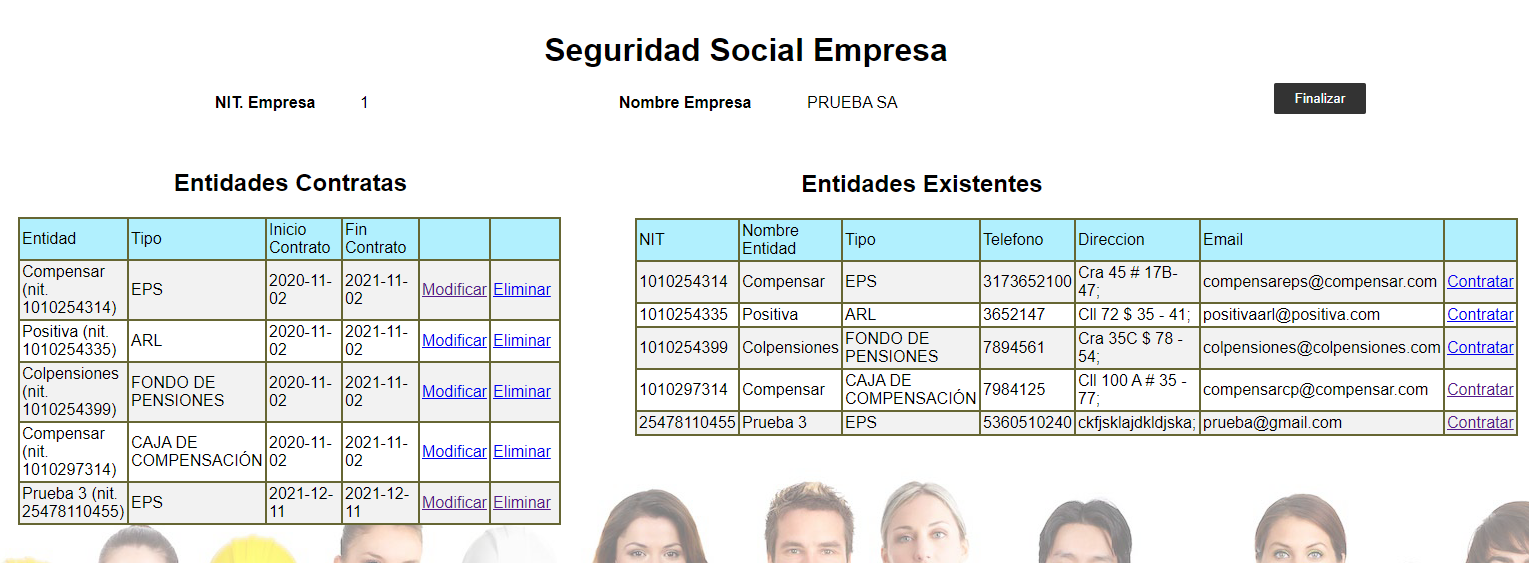 Seguridad Social Empresa
NIT. Empresa 1 Nombre Empresa PRUEBA SA Finalizar
Entidades Contratas
Entidad Tipo Inicio Contrato Fin Contrato
Compensar (nit. 1010254314) EPS 2020-11-02 2021-11-02 Modificar Eliminar
Positiva (nit. 1010254335) ARL 2020-11-02 2021-11-02 Modificar Eliminar
Colpensiones (nit. 1010254399) FONDO DE PENSIONES 2020-11-02 2021-11-02 Modificar Eliminar
Compensar (nit. 1010297314) CAJA DE COMPENSACIÓN 2020-11-02 2021-11-02 Modificar Eliminar
Prueba 3 (nit. 25478110455) EPS 2021-12-11 2021-12-11 Modificar Eliminar
Entidades Existentes
NIT Nombre Entidad Tipo Telefono Direccion Email
1010254314 Compensar EPS 3173652100 Cra 45 # 17B-47; compensareps@compensar.com Contratar
1010254335 Positiva ARL 3652147 Cll 72 $ 35 - 41; positivaarl@positiva.com Contratar
1010254399 Colpensiones FONDO DE PENSIONES 7894561 Cra 35C $ 78 - 54; colpensiones@colpensiones.com Contratar
1010297314 Compensar CAJA DE COMPENSACIÓN 7984125 Cll 100 A # 35 - 77; compensarcp@compensar.com Contratar
25478110455 Prueba 3 EPS 5360510240 ckfjsklajdkldjska; prueba@gmail.com Contratar